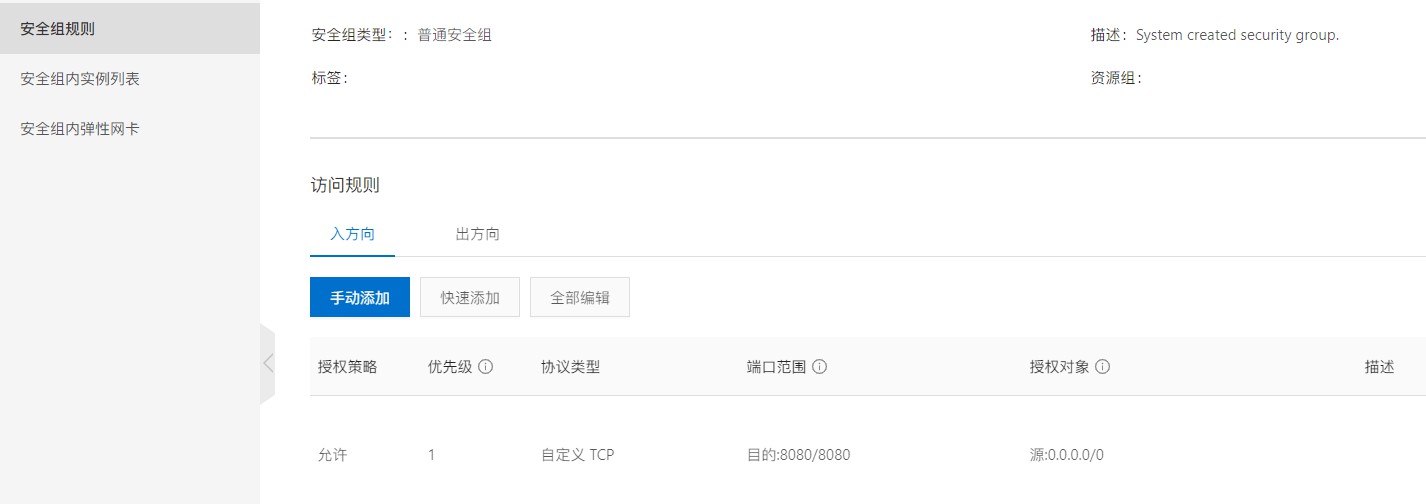 安全组规则
安全组内实例列表
安全组内弹性网卡
安全组类型： ： 普通安全组
描述：System created security group.
标签：
资源组：
访问规则
入方向 出方向
手动添加 快速添加 全部编辑
授权策略 优先级 协议类型 端口范围 授权对象 描述
允许 1 自定义 TCP 目的:8080/8080 源:0.0.0.0/0